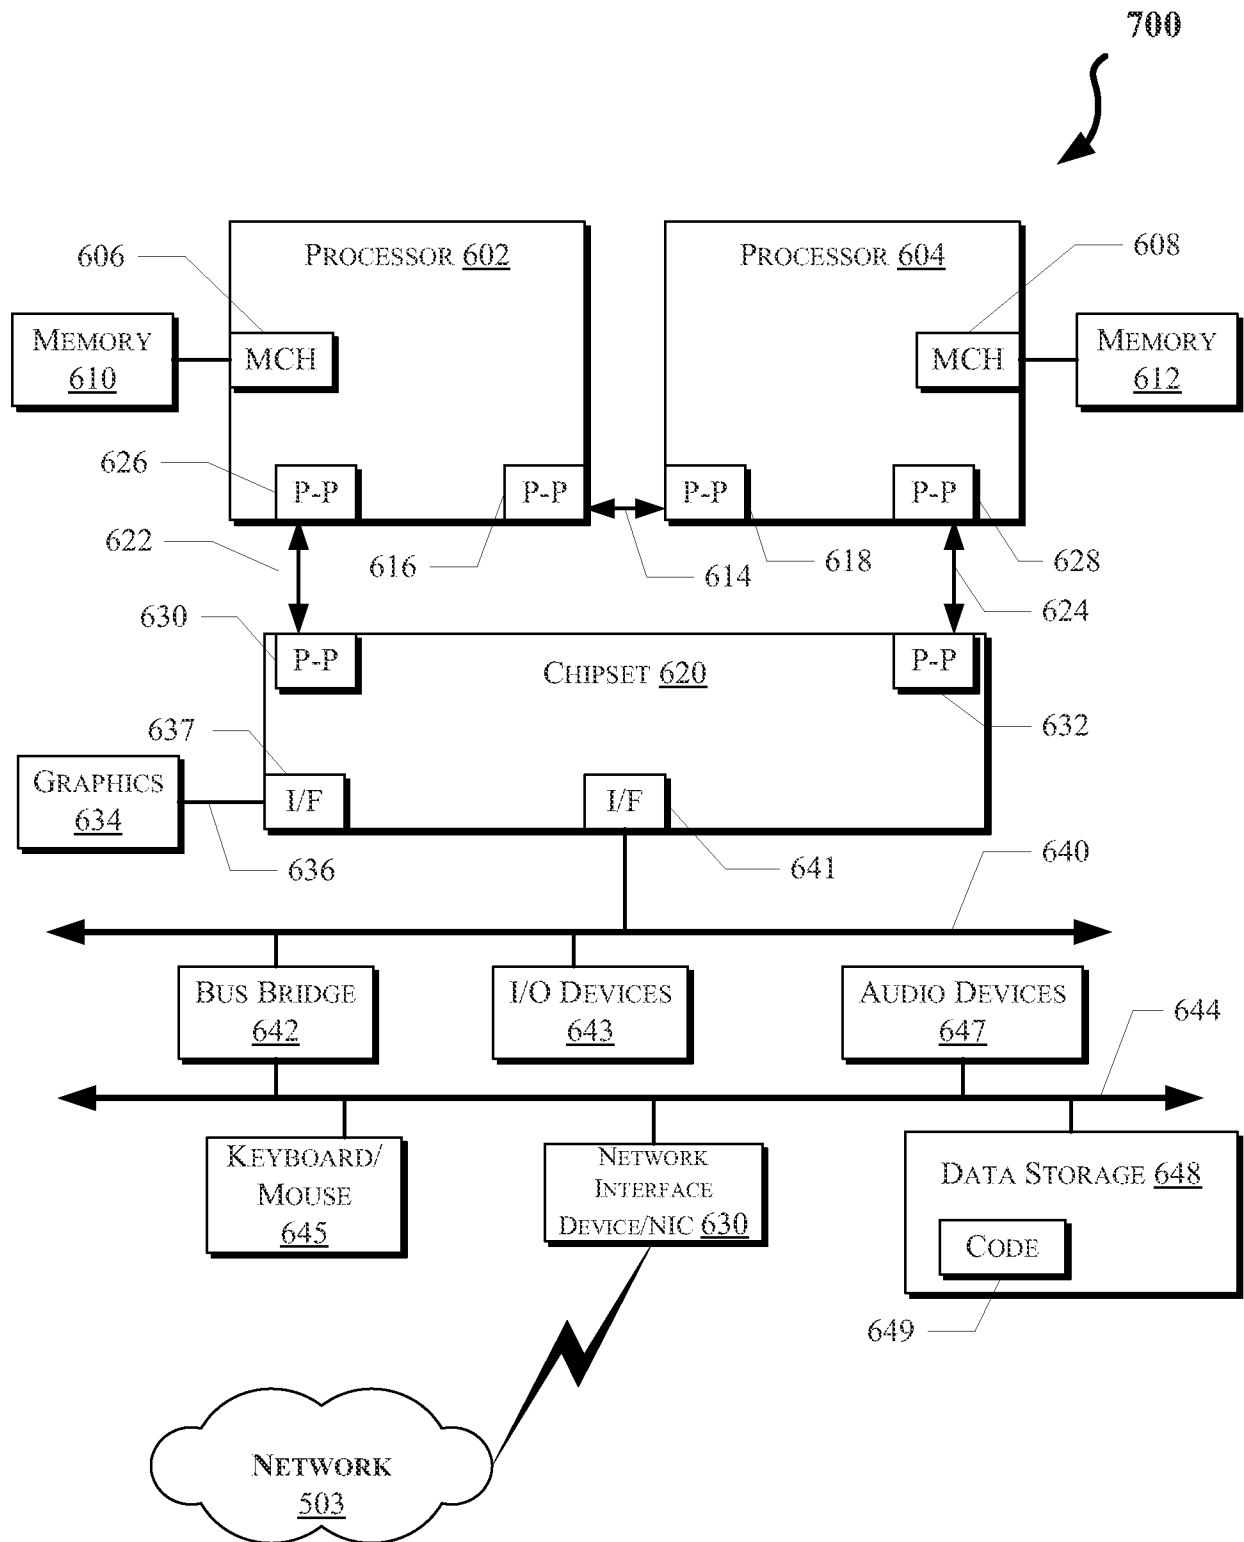 700
PROCESSOR 602
PROCESSOR 604
606
608
MEMORY
610
MCH
MCH
MEMORY
612
626
P-P
P-P
P-P
P-P
622
616
614
618
628
624
630
P-P
CHIPSET 620
P-P
637
632
GRAPHICS
634
I/F
I/F
636
641
640
BUS BRIDGE
642
I/O DEVICES
643
AUDIO DEVICES
647
644
KEYBOARD/
MOUSE
645
NETWORK
INTERFACE
DEVICE/NIC 630
DATA STORAGE 648
CODE
649
NETWORK
503